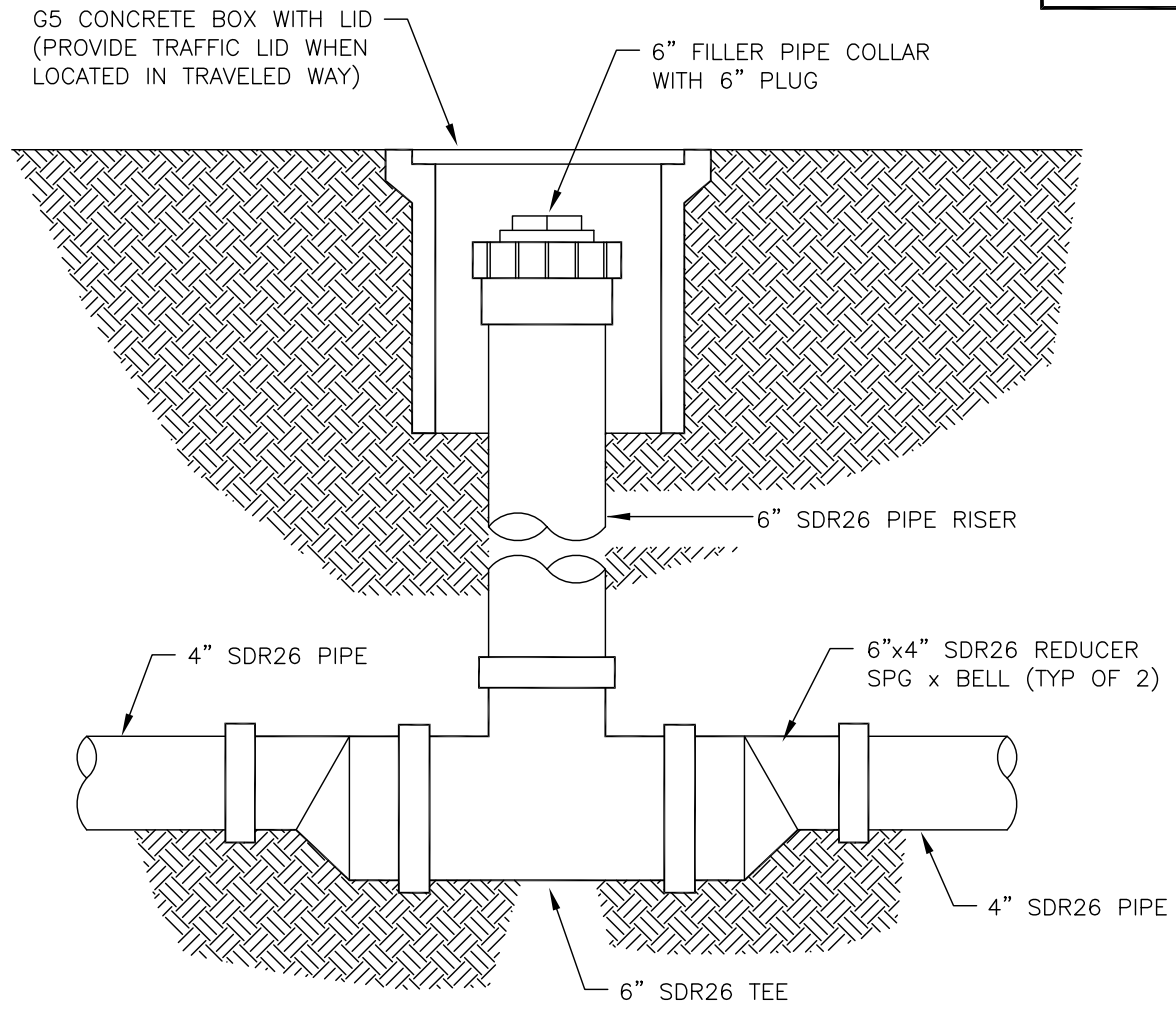 G5 CONCRETE BOX WITH LID
(PROVIDE TRAFFIC LID WHEN
LOCATED IN TRAVELED WAY)
6” FILLER PIPE COLLAR
WITH 6” PLUG
6” SDR26 PIPE RISER
4” SDR26 PIPE
6”x4” SDR26 REDUCER
SPG x BELL (TYP OF 2)
4” SDR26 PIPE
6” SDR26 TEE